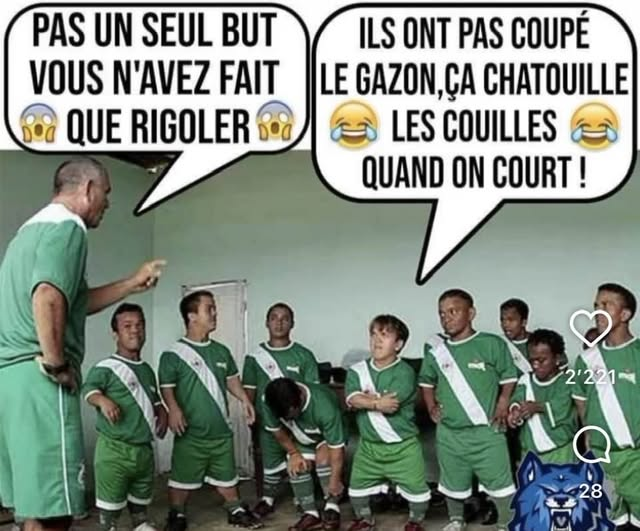 PAS UN SEUL BUT
VOUS N'AVEZ FAIT
😱 QUE RIGOLER 😱
ILS ONT PAS COUPÉ
LE GAZON,ÇA CHATOUILLE
😂 LES COUILLES 😂
QUAND ON COURT !
2'221
28